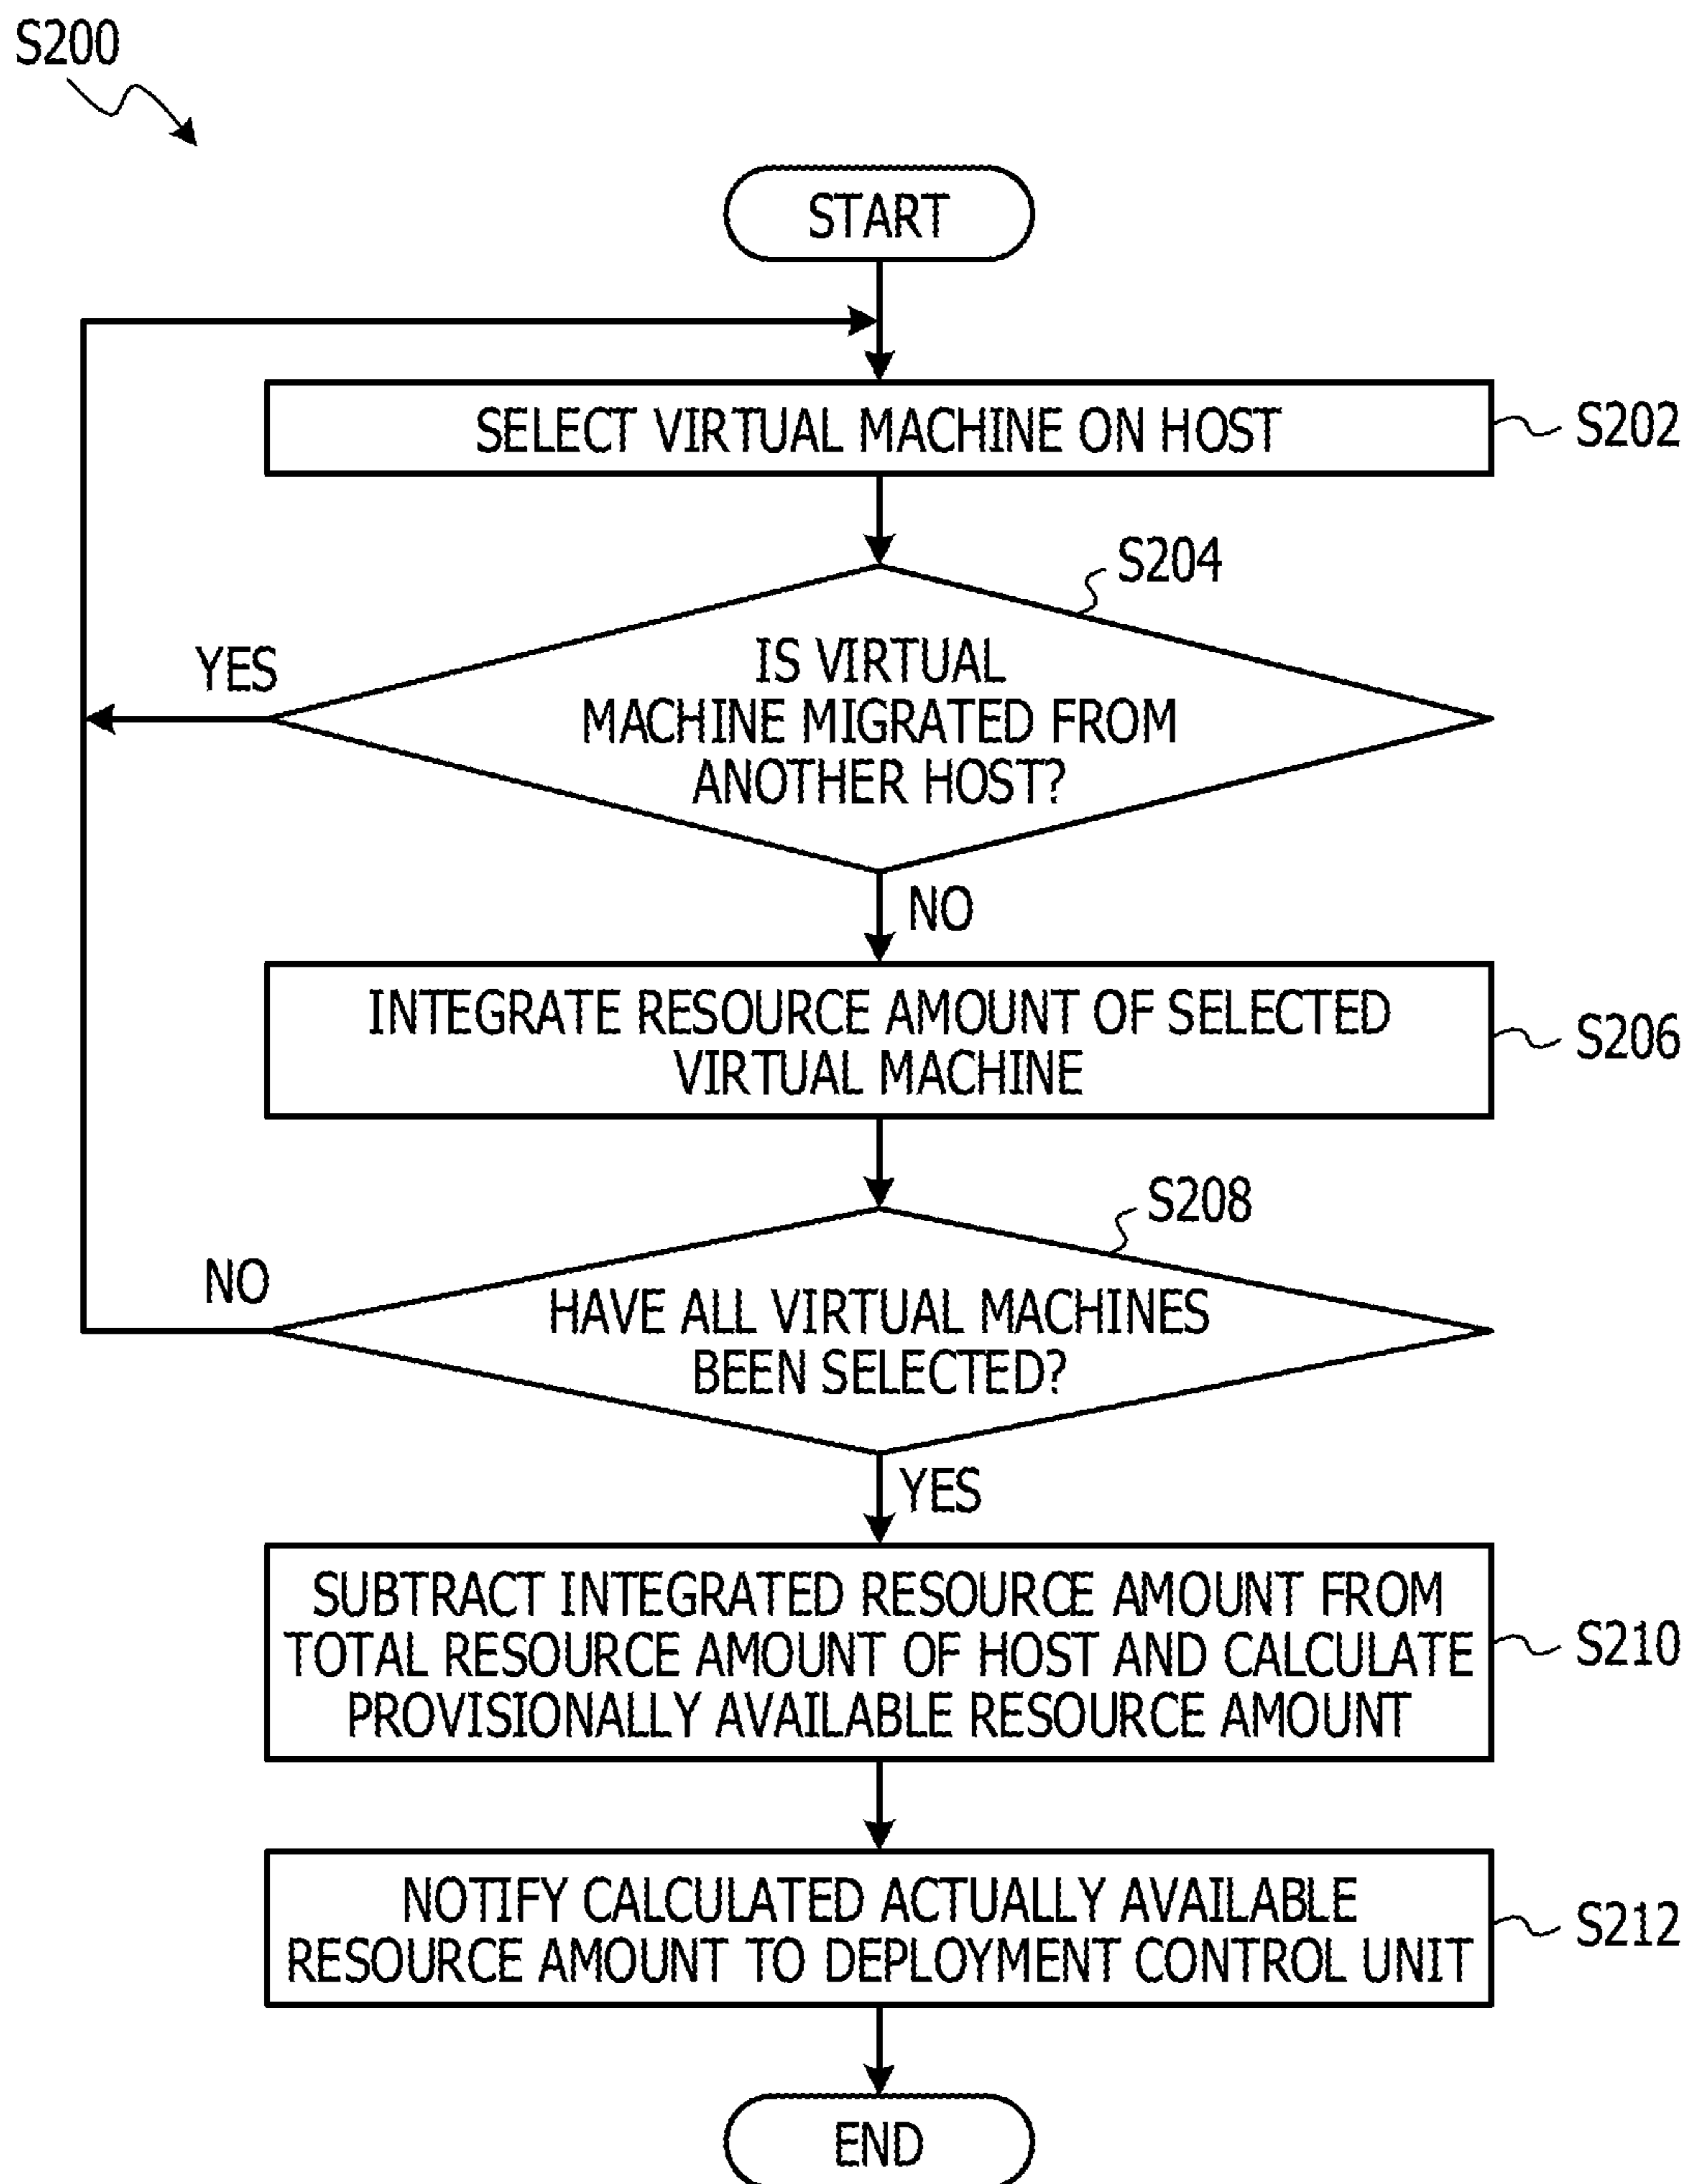 S200
START
SELECT VIRTUAL MACHINE ON HOST
S202
S204
IS VIRTUAL
MACHINE MIGRATED FROM
ANOTHER HOST?
YES
NO
INTEGRATE RESOURCE AMOUNT OF SELECTED
VIRTUAL MACHINE
S206
S208
HAVE ALL VIRTUAL MACHINES
BEEN SELECTED?
NO
YES
SUBTRACT INTEGRATED RESOURCE AMOUNT FROM
TOTAL RESOURCE AMOUNT OF HOST AND CALCULATE
PROVISIONALLY AVAILABLE RESOURCE AMOUNT
S210
NOTIFY CALCULATED ACTUALLY AVAILABLE
RESOURCE AMOUNT TO DEPLOYMENT CONTROL UNIT
S212
END